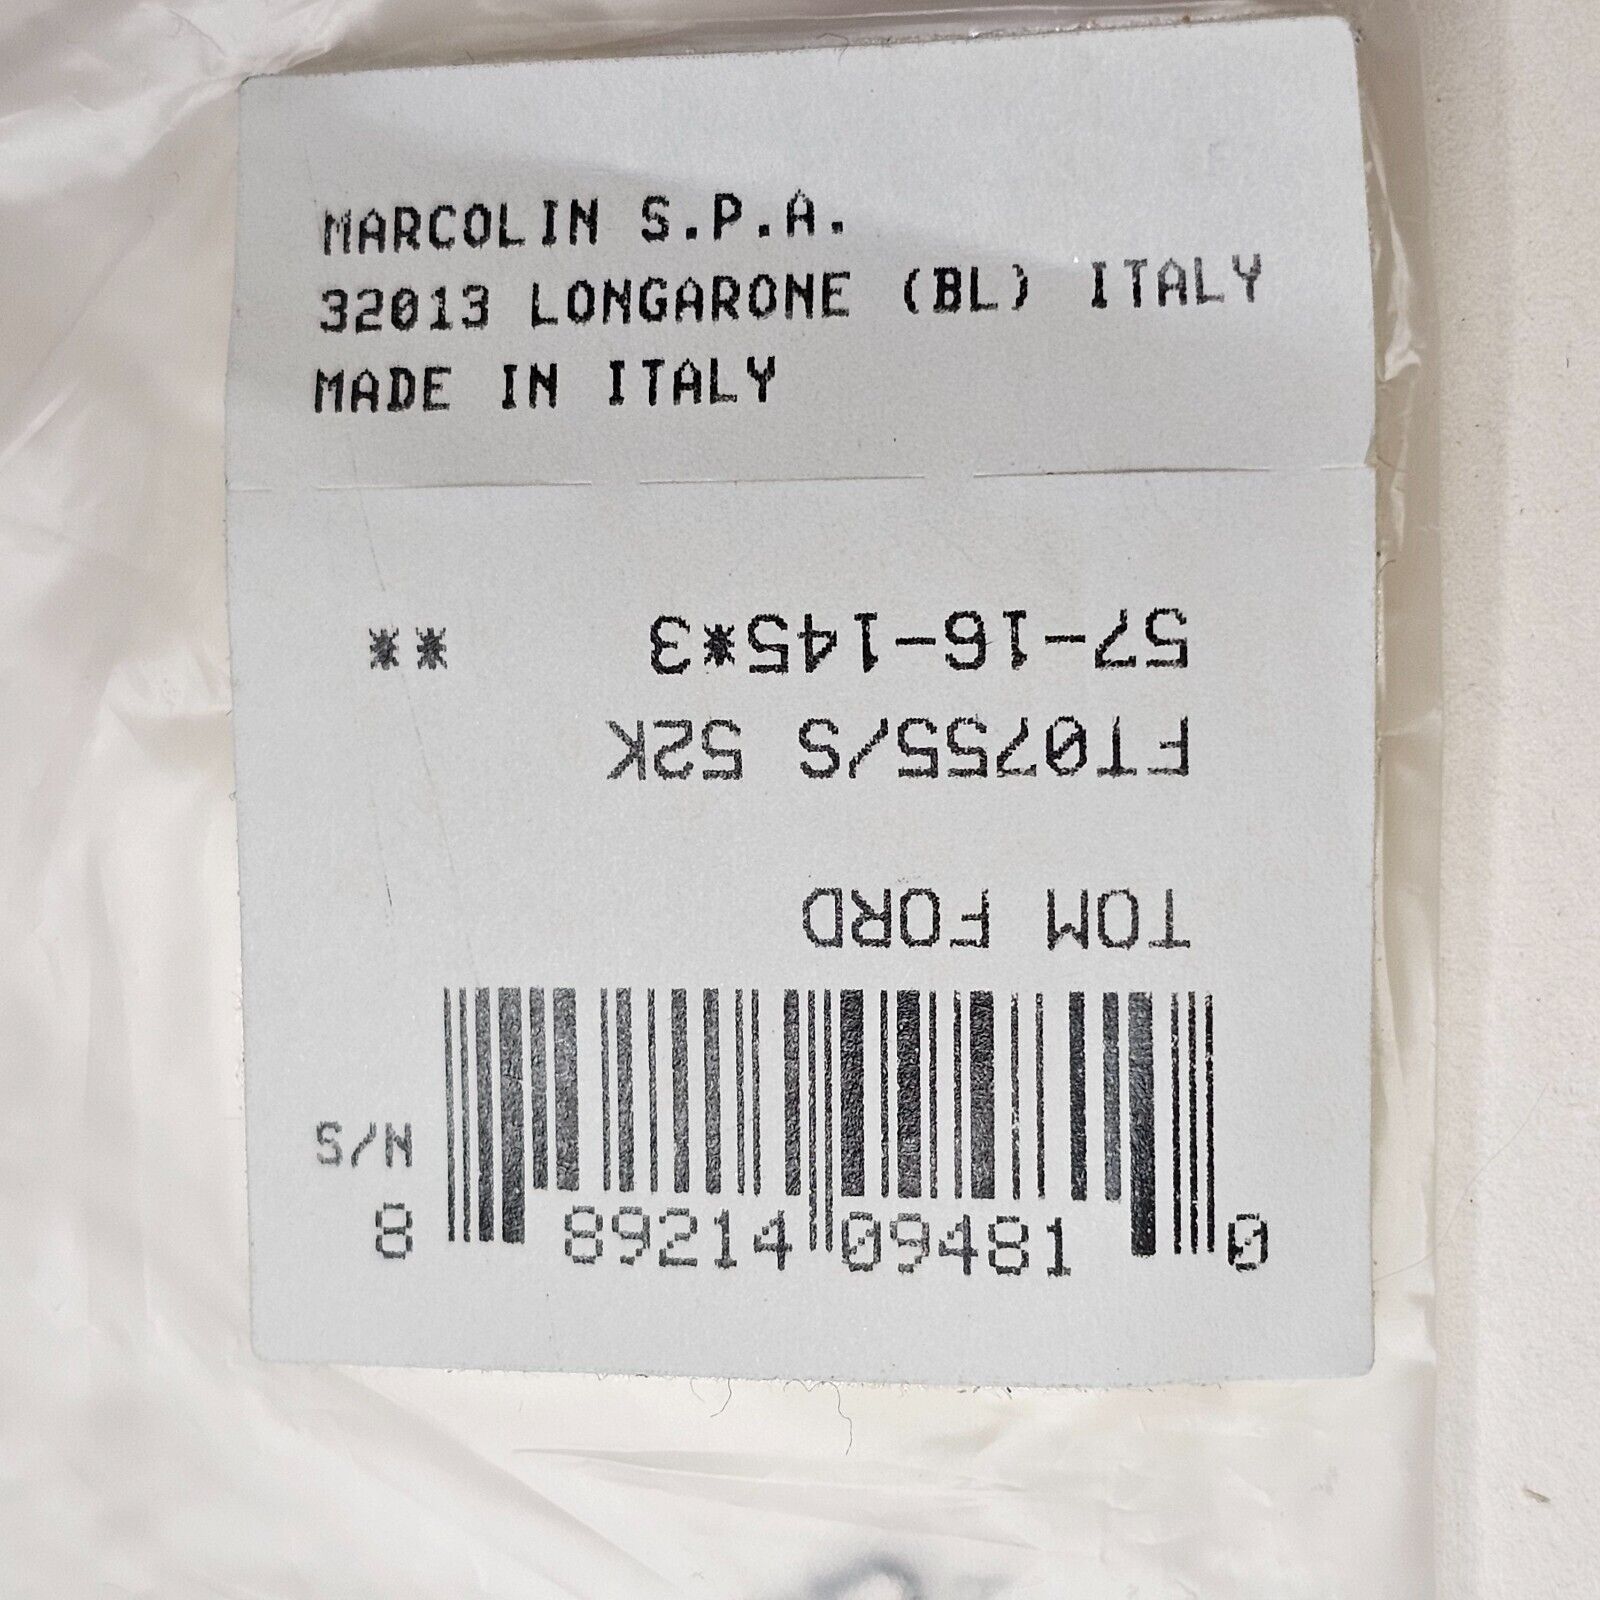 MARCOLIN S.P.A.
32013 LONGARONE (BL) ITALY
MADE IN ITALY
TOM FORD
FT0755/S 52K
57-16-145*3 **
S/N
8 89214 09481 0